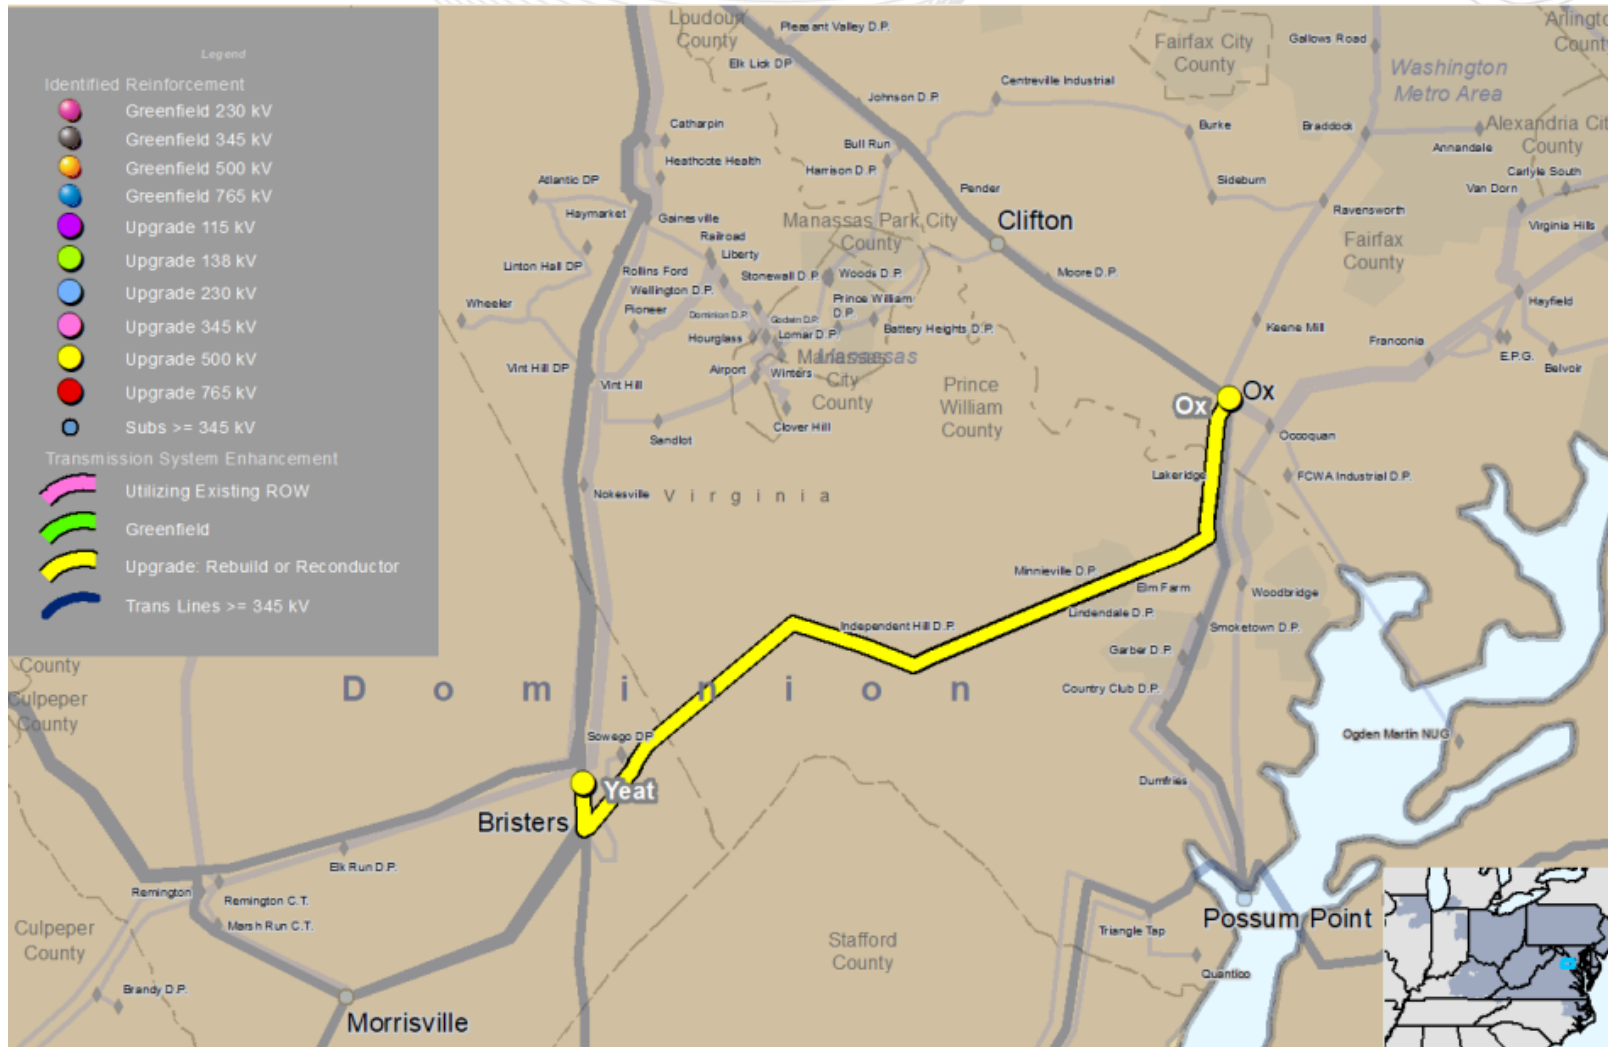 Legend
Identified Reinforcement
Greenfield 230 kV
Greenfield 345 kV
Greenfield 500 kV
Greenfield 765 kV
Upgrade 115 kV
Upgrade 138 kV
Upgrade 230 kV
Upgrade 345 kV
Upgrade 500 kV
Upgrade 765 kV
Subs >= 345 kV
Transmission System Enhancement
Utilizing Existing ROW
Greenfield
Upgrade: Rebuild or Reconductor
Trans Lines >= 345 kV
Loudoux
County
Pleasant Valley D.P.
Elk Lick DP
Johnson D.P.
Centreville Industrial
Fairfax City
County
Gallows Road
Arlingto
Count
Washington
Metro Area
Catharpin
Bull Run
Harrison D.P.
Heathcote Health
Burke
Braddock
Annandale
Alexandria Cit
County
Carlyle South
Van Dorn
Atlantic DP
Haymarket
Gainesville
Pender
Sideburn
Ravensworth
Virginia Hills
Manassas Park City
County
Clifton
Fairfax
County
Railroad
Liberty
Linton Hall DP
Rollins Ford
Stonewall D.P.
Woods D.P.
Moore D.P.
Wellington D.P.
Wheeler
Pioneer
Prince William
D.P.
Dominion D.P.
Godwin D.P.
Hourglass
Lomar D.P.
Battery Heights D.P.
Keene Mill
Hayfield
Franconia
E.P.G.
Belvoir
Manassas
Manassas
City
County
Vint Hill DP
Vint Hill
Airport
Winters
Clover Hill
Sandlot
Prince
William
County
Ox
Ox
Occoquan
Lakeridge
FCWA Industrial D.P.
Nokesville
Virginia
Minnieville D.P.
Elm Farm
Woodbridge
Lindendale D.P.
Smoketown D.P.
Independent Hill D.P.
Garber D.P.
Country Club D.P.
County
Culpeper
County
Dominion
Sowego DP
Yeat
Bristers
Ogden Martin NUG
Dumfries
Elk Run D.P.
Remington
Remington C.T.
Marsh Run C.T.
Culpeper
County
Brandy D.P.
Morrisville
Stafford
County
Possum Point
Triangle Tap
Quantico